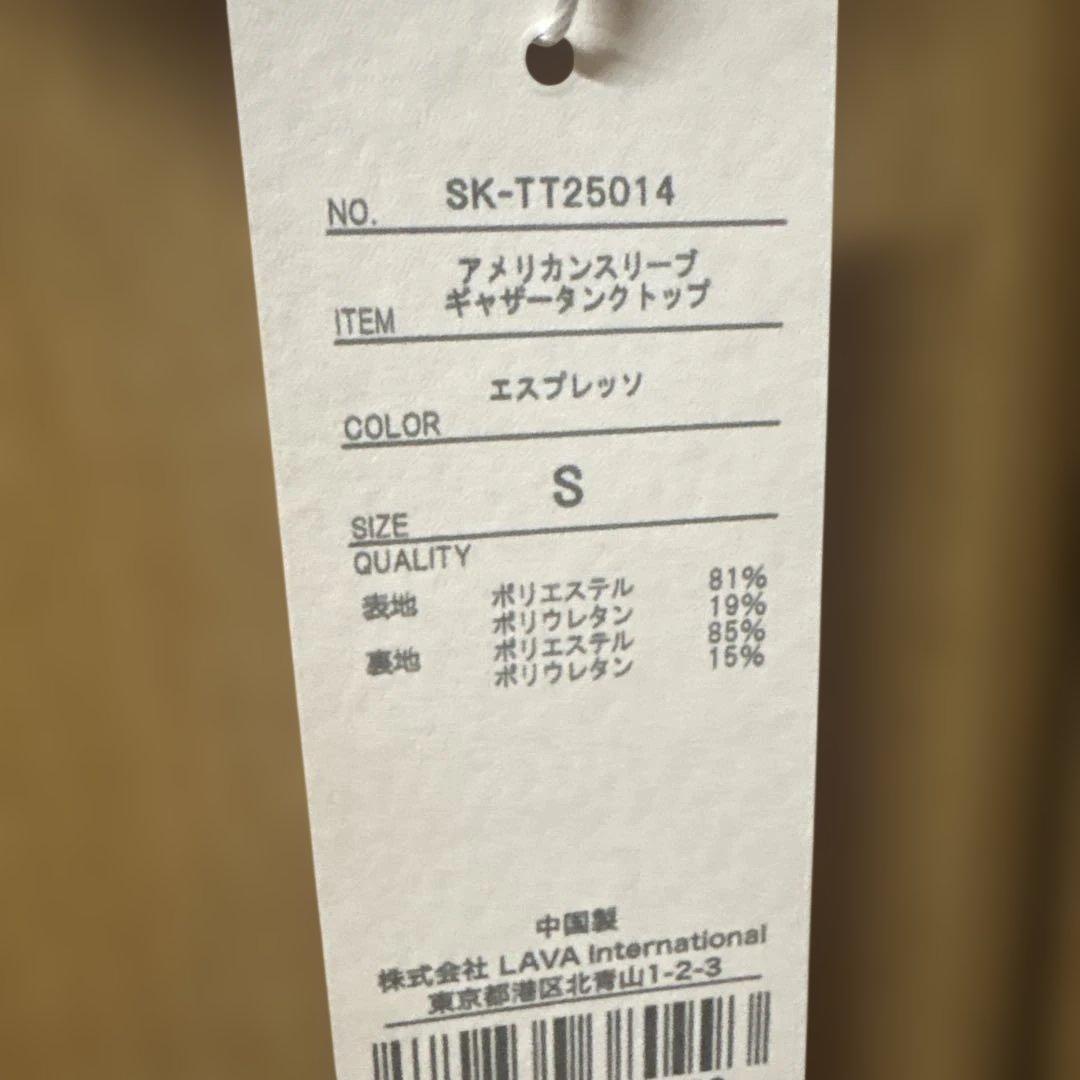 NO. SK-TT25014
アメリカンスリーブ
ITEM ギャザータンクトップ
COLOR エスプレッソ
SIZE S
QUALITY
表地 ポリエステル 81%
ポリウレタン 19%
裏地 ポリエステル 85%
ポリウレタン 15%
中国製
株式会社 LAVA International
東京都港区北青山1-2-3